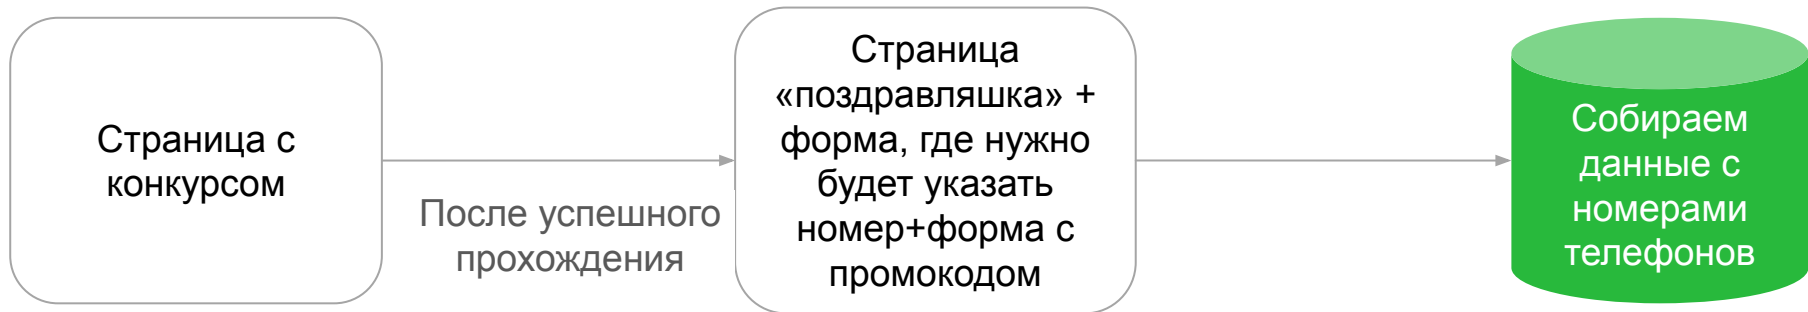 Страница с
конкурсом
После успешного
прохождения
Страница
«поздравляшка» +
форма, где нужно
будет указать
номер+форма с
промокодом
Собираем
данные с
номерами
телефонов